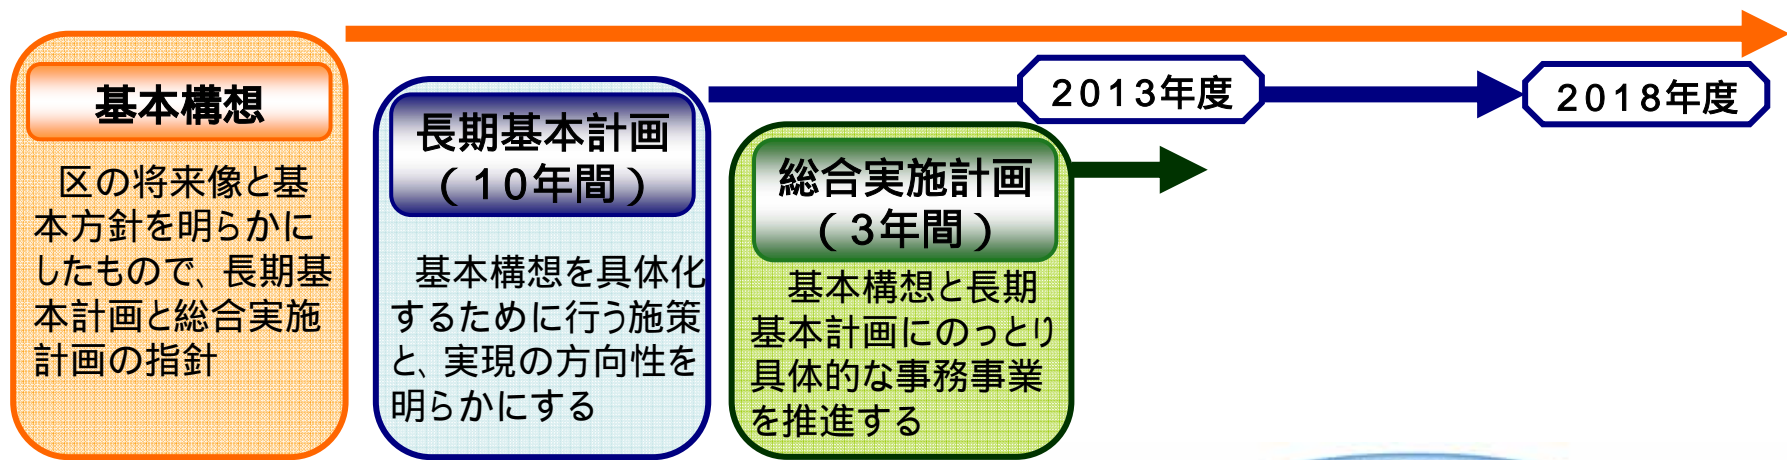 基本構想
区の将来像と基
本方針を明らかに
したもので、長期基
本計画と総合実施
計画の指針
長期基本計画
（１０年間）
基本構想を具体化
するために行う施策
と、実現の方向性を
明らかにする
総合実施計画
（３年間）
基本構想と長期
基本計画にのっとり
具体的な事務事業
を推進する
２０１３年度
２０１８年度